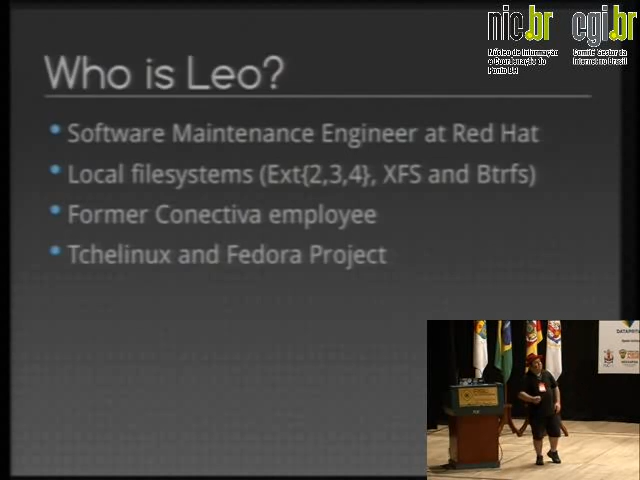 nic.br cgi.br
Núcleo de Informação
e Coordenação do
Ponto BR
Comitê Gestor da
Internet no Brasil
Who is Leo?
Software Maintenance Engineer at Red Hat
Local filesystems (Ext{2,3,4}, XFS and Btrfs)
Former Conectiva employee
Tchelinux and Fedora Project